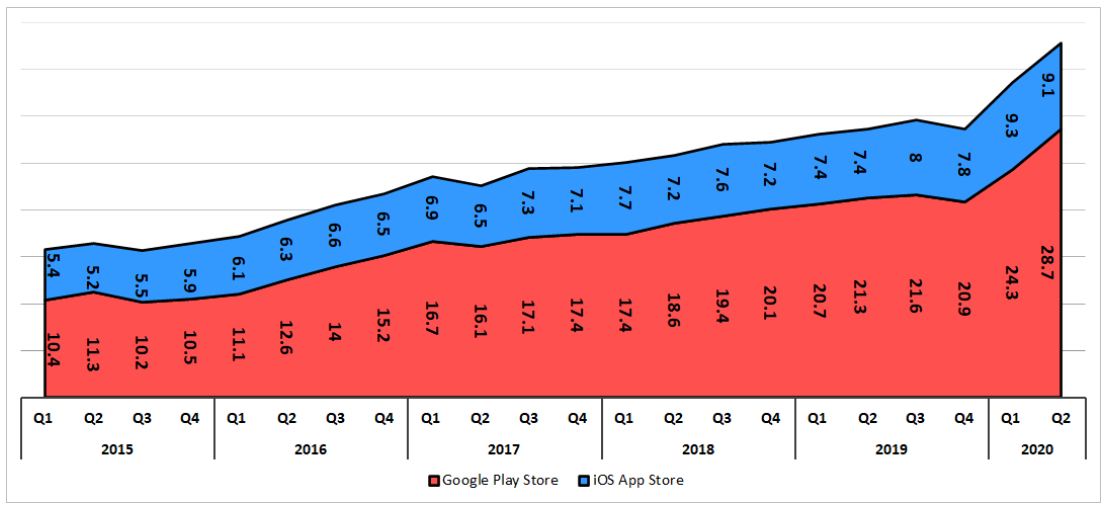 5.4 5.2 5.5 5.9 6.1 6.3 6.6 6.5 6.9 6.5 7.3 7.1 7.7 7.2 7.6 7.2 7.4 7.4 8 7.8 9.3 9.1
10.4 11.3 10.2 10.5 11.1 12.6 14 15.2 16.7 16.1 17.1 17.4 17.4 18.6 19.4 20.1 20.7 21.3 21.6 20.9 24.3 28.7
Q1 Q2 Q3 Q4 Q1 Q2 Q3 Q4 Q1 Q2 Q3 Q4 Q1 Q2 Q3 Q4 Q1 Q2 Q3 Q4 Q1 Q2
2015 2016 2017 2018 2019 2020
Google Play Store iOS App Store